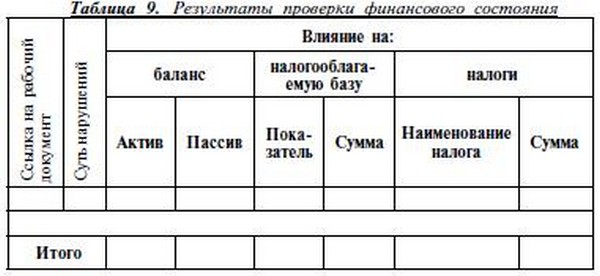 Таблица 9. Результаты проверки финансового состояния
Ссылка на рабочий
документ
Суть нарушений
Влияние на:
баланс
налогооблага-
емую базу
налоги
Актив
Пассив
Пока-
затель
Сумма
Наименование
налога
Сумма
Итого